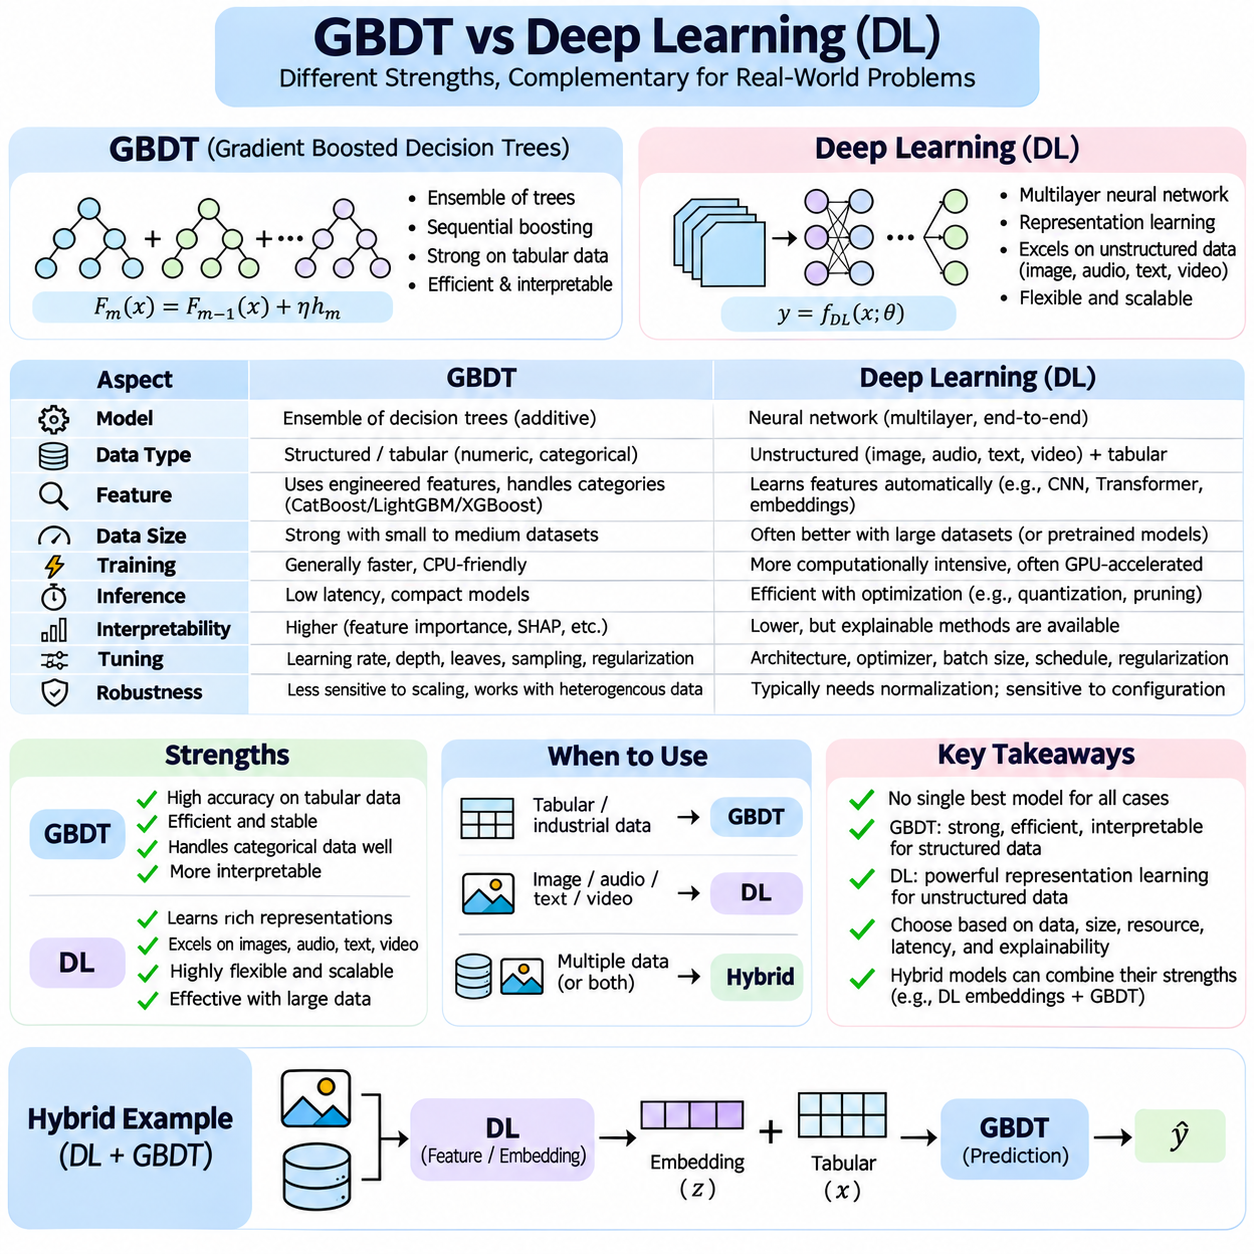 GBDT vs Deep Learning (DL)
Different Strengths, Complementary for Real-World Problems
GBDT (Gradient Boosted Decision Trees)
+
+
•••
• Ensemble of trees
• Sequential boosting
• Strong on tabular data
• Efficient & interpretable
Fₘ(x) = Fₘ₋₁(x) + ηhₘ
Deep Learning (DL)
•••
• Multilayer neural network
• Representation learning
• Excels on unstructured data
(image, audio, text, video)
• Flexible and scalable
y = f_DL(x; θ)
Aspect GBDT Deep Learning (DL)
Model Ensemble of decision trees (additive) Neural network (multilayer, end-to-end)
Data Type Structured / tabular (numeric, categorical) Unstructured (image, audio, text, video) + tabular
Feature
Uses engineered features, handles categories
(CatBoost/LightGBM/XGBoost)
Learns features automatically (e.g., CNN, Transformer,
embeddings)
Data Size Strong with small to medium datasets Often better with large datasets (or pretrained models)
Training Generally faster, CPU-friendly More computationally intensive, often GPU-accelerated
Inference Low latency, compact models Efficient with optimization (e.g., quantization, pruning)
Interpretability Higher (feature importance, SHAP, etc.) Lower, but explainable methods are available
Tuning Learning rate, depth, leaves, sampling, regularization Architecture, optimizer, batch size, schedule, regularization
Robustness Less sensitive to scaling, works with heterogencous data Typically needs normalization; sensitive to configuration
Strengths
GBDT
High accuracy on tabular data
Efficient and stable
Handles categorical data well
More interpretable
DL
Learns rich representations
Excels on images, audio, text, video
Highly flexible and scalable
Effective with large data
When to Use
Tabular /
industrial data
GBDT
Image / audio /
text / video
DL
Multiple data
(or both)
Hybrid
Key Takeaways
No single best model for all cases
GBDT: strong, efficient, interpretable
for structured data
DL: powerful representation learning
for unstructured data
Choose based on data, size, resource,
latency, and explainability
Hybrid models can combine their strengths
(e.g., DL embeddings + GBDT)
Hybrid Example
(DL + GBDT)
DL
(Feature / Embedding)
Embedding
(z)
+
Tabular
(x)
GBDT
(Prediction)
ŷ